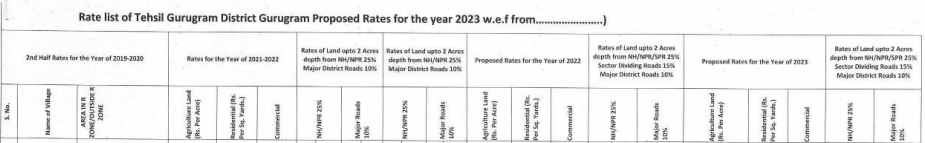 Rate list of Tehsil Gurugram District Gurugram Proposed Rates for the year 2023 w.e.f from........................)
2nd Half Rates for the Year of 2019-2020
Rates for the Year of 2021-2022
Rates of Land upto 2 Acres
depth from NH/NPR 25%
Major District Roads 10%
Rates of Land upto 2 Acres
depth from NH/NPR 25%
Major District Roads 10%
Proposed Rates for the Year of 2022
Rates of Land upto 2 Acres
depth from NH/NPR/SPR 25%
Sector Dividing Roads 15%
Major District Roads 10%
Proposed Rates for the Year of 2023
Rates of Land upto 2 Acres
depth from NH/NPR/SPR 25%
Sector Dividing Roads 15%
Major District Roads 10%
S. No.
Name of Village
AREA IN R
ZONE/OUTSIDE R
ZONE
Agriculture Land
(Rs. Per Acre)
Residential (Rs.
Per Sq. Yards.)
Commercial
NH/NPR 25%
Major Roads
10%
NH/NPR 25%
Major Roads
10%
Agriculture Land
(Rs. Per Acre)
Residential (Rs.
Per Sq. Yards.)
Commercial
NH/NPR 25%
Major Roads
10%
Agriculture Land
(Rs. Per Acre)
Residential (Rs.
Per Sq. Yards.)
Commercial
NH/NPR 25%
Major Roads
10%